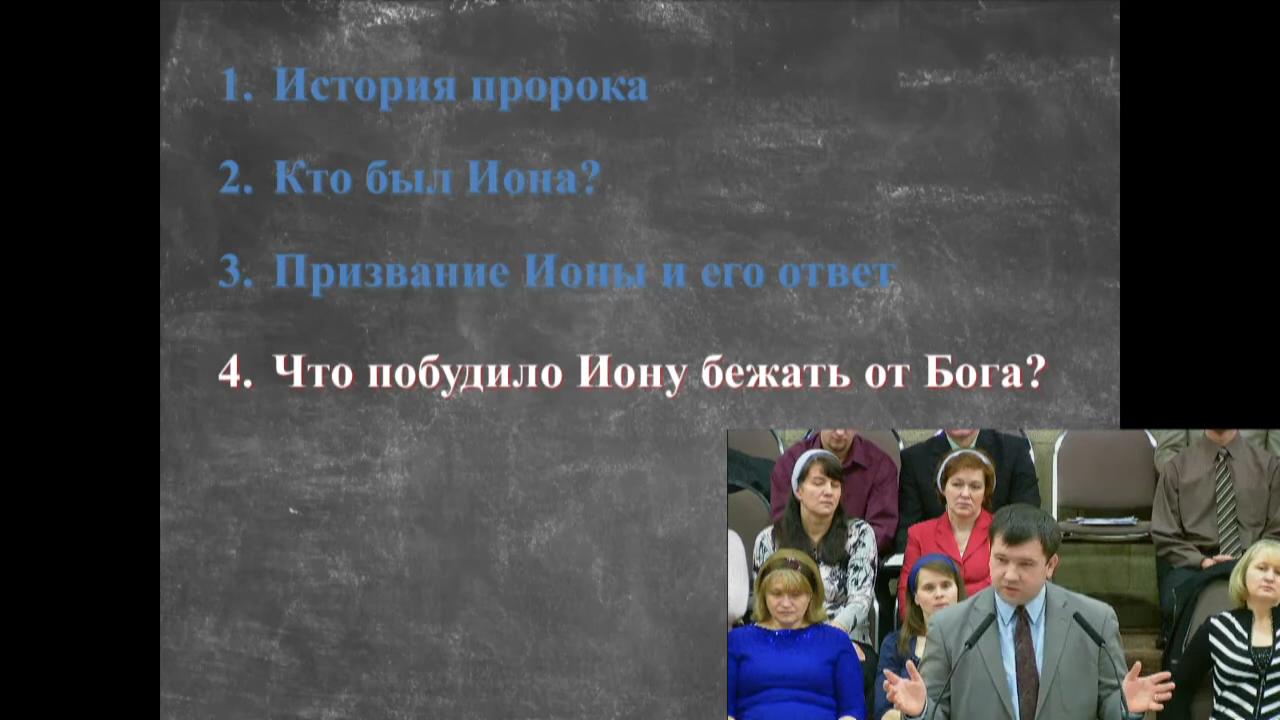 1. История пророка
2. Кто был Иона?
3. Призвание Ионы и его ответ
4. Что побудило Иону бежать от Бога?